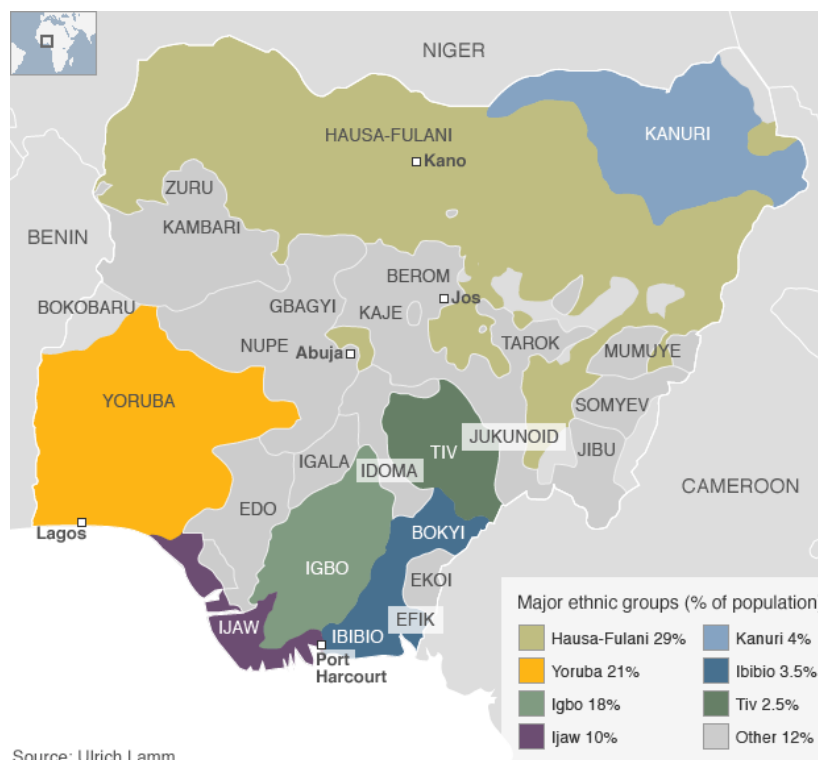 NIGER
HAUSA-FULANI
KANURI
Kano
ZURU
KAMBARI
BENIN
BEROM
BOKOBARU
GBAGYI
KAJE
Jos
NUPE
Abuja
TAROK
MUMUYE
YORUBA
SOMYEV
JUKUNOID
TIV
JIBU
IGALA
IDOMA
CAMEROON
EDO
Lagos
BOKYI
IGBO
EKOI
EFIK
IJAW
IBIBIO
Port
Harcourt
Major ethnic groups (% of population
Hausa-Fulani 29%
Kanuri 4%
Yoruba 21%
Ibibio 3.5%
Igbo 18%
Tiv 2.5%
Ijaw 10%
Other 12%
Source: Ulrich Lamm